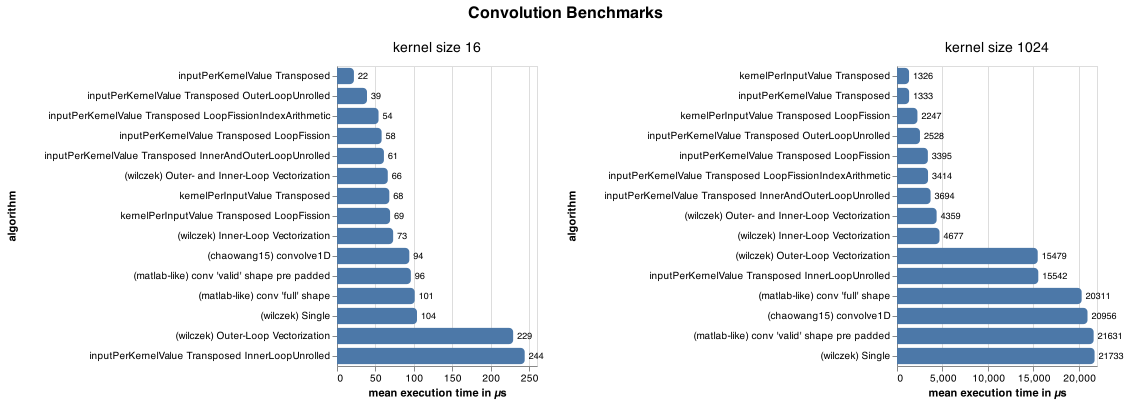 Convolution Benchmarks
kernel size 16
algorithm
inputPerKernelValue Transposed 22
inputPerKernelValue Transposed OuterLoopUnrolled 39
inputPerKernelValue Transposed LoopFissionIndexArithmetic 54
inputPerKernelValue Transposed LoopFission 58
inputPerKernelValue Transposed InnerAndOuterLoopUnrolled 61
(wilczek) Outer- and Inner-Loop Vectorization 66
kernelPerInputValue Transposed 68
kernelPerInputValue Transposed LoopFission 69
(wilczek) Inner-Loop Vectorization 73
(chaowang15) convolve1D 94
(matlab-like) conv 'valid' shape pre padded 96
(matlab-like) conv 'full' shape 101
(wilczek) Single 104
(wilczek) Outer-Loop Vectorization 229
inputPerKernelValue Transposed InnerLoopUnrolled 244
0 50 100 150 200 250
mean execution time in µs
kernel size 1024
algorithm
kernelPerInputValue Transposed 1326
inputPerKernelValue Transposed 1333
kernelPerInputValue Transposed LoopFission 2247
inputPerKernelValue Transposed OuterLoopUnrolled 2528
inputPerKernelValue Transposed LoopFission 3395
inputPerKernelValue Transposed LoopFissionIndexArithmetic 3414
inputPerKernelValue Transposed InnerAndOuterLoopUnrolled 3694
(wilczek) Outer- and Inner-Loop Vectorization 4359
(wilczek) Inner-Loop Vectorization 4677
(wilczek) Outer-Loop Vectorization 15479
inputPerKernelValue Transposed InnerLoopUnrolled 15542
(matlab-like) conv 'full' shape 20311
(chaowang15) convolve1D 20956
(matlab-like) conv 'valid' shape pre padded 21631
(wilczek) Single 21733
0 5,000 10,000 15,000 20,000
mean execution time in µs